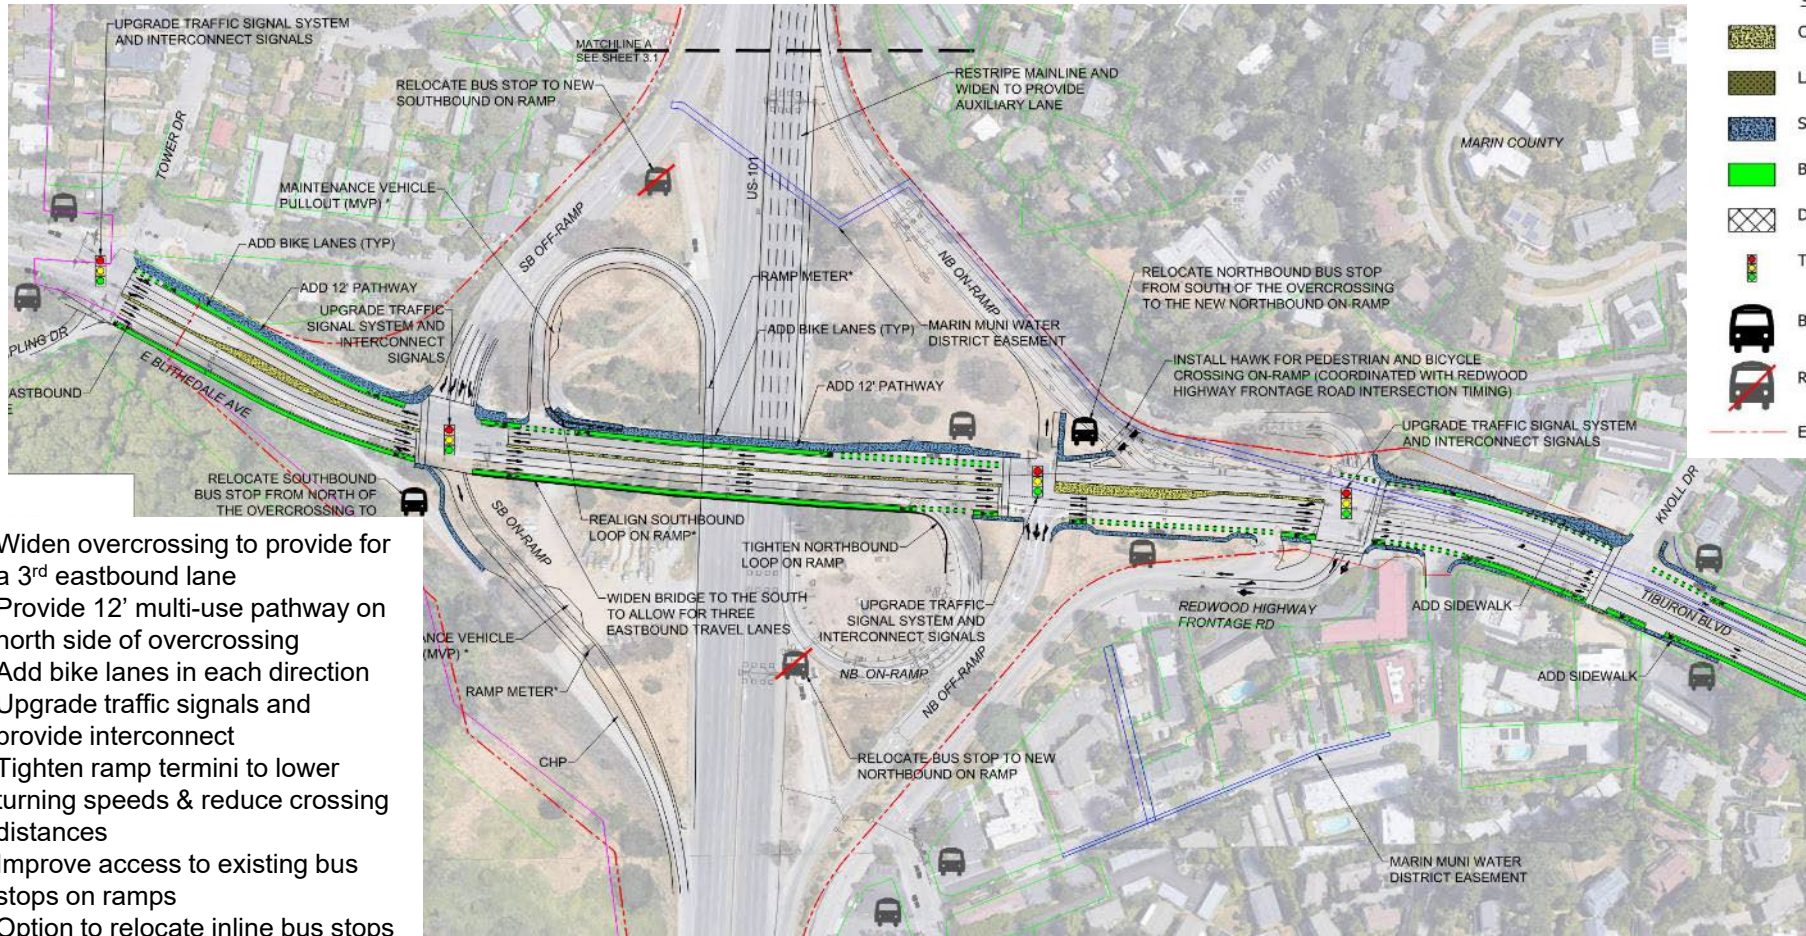 UPGRADE TRAFFIC SIGNAL SYSTEM
AND INTERCONNECT SIGNALS
MATCHLINE A
SEE SHEET 3.1
RELOCATE BUS STOP TO NEW
SOUTHBOUND ON RAMP
RESTRIPE MAINLINE AND
WIDEN TO PROVIDE
AUXILIARY LANE
TOWER DR
MARIN COUNTY
US-101
MAINTENANCE VEHICLE
PULLOUT (MVP) *
SB OFF-RAMP
ADD BIKE LANES (TYP)
NB ON-RAMP
RAMP METER*
RELOCATE NORTHBOUND BUS STOP
FROM SOUTH OF THE OVERCROSSING
TO THE NEW NORTHBOUND ON-RAMP
ADD 12' PATHWAY
UPGRADE TRAFFIC
SIGNAL SYSTEM AND
INTERCONNECT
SIGNALS
ADD BIKE LANES (TYP)
MARIN MUNI WATER
DISTRICT EASEMENT
PLING DR
E BLITHEDALE AVE
ASTBOUND
E
ADD 12' PATHWAY
INSTALL HAWK FOR PEDESTRIAN AND BICYCLE
CROSSING ON-RAMP (COORDINATED WITH REDWOOD
HIGHWAY FRONTAGE ROAD INTERSECTION TIMING)
UPGRADE TRAFFIC SIGNAL SYSTEM
AND INTERCONNECT SIGNALS
KNOLL DR
RELOCATE SOUTHBOUND
BUS STOP FROM NORTH OF
THE OVERCROSSING TO
SB ON-RAMP
REALIGN SOUTHBOUND
LOOP ON RAMP*
TIGHTEN NORTHBOUND
LOOP ON RAMP
WIDEN BRIDGE TO THE SOUTH
TO ALLOW FOR THREE
EASTBOUND TRAVEL LANES
UPGRADE TRAFFIC
SIGNAL SYSTEM AND
INTERCONNECT SIGNALS
REDWOOD HIGHWAY
FRONTAGE RD
ADD SIDEWALK
TIBURON BLVD
ANCE VEHICLE
(MVP) *
NB ON-RAMP
NB OFF-RAMP
ADD SIDEWALK
RAMP METER*
CHP
RELOCATE BUS STOP TO NEW
NORTHBOUND ON RAMP
MARIN MUNI WATER
DISTRICT EASEMENT
Widen overcrossing to provide for
a 3rd eastbound lane
Provide 12' multi-use pathway on
north side of overcrossing
Add bike lanes in each direction
Upgrade traffic signals and
provide interconnect
Tighten ramp termini to lower
turning speeds & reduce crossing
distances
Improve access to existing bus
stops on ramps
Option to relocate inline bus stops
L
S
B
D
T
B
R
E